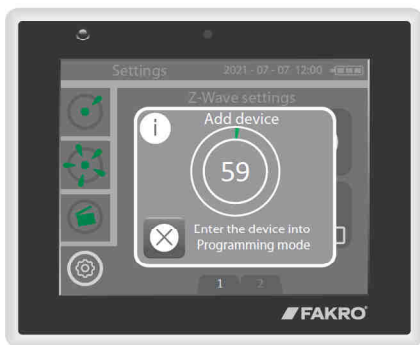 Settings 2021 - 07 - 07 12:00
Z-Wave settings
Add device
i
59
Enter the device into
Programming mode
1 2
FAKRO